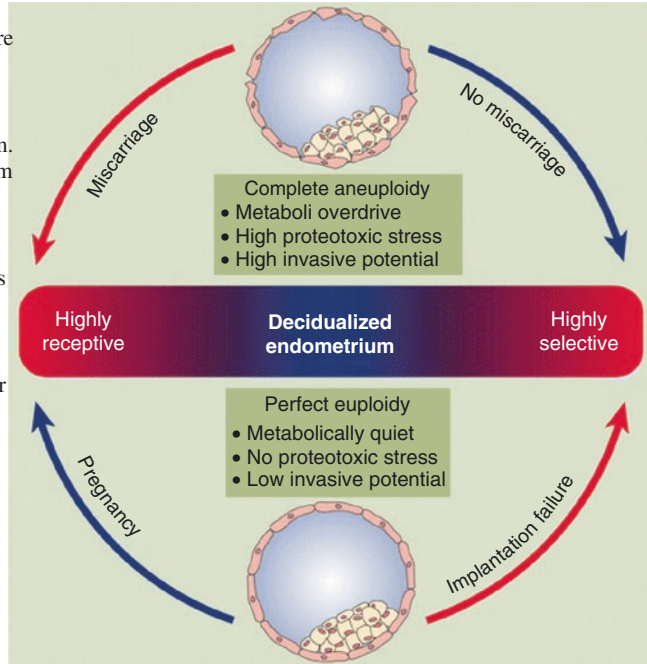 re
n.
m
s
r
Miscarriage
No miscarriage
Complete aneuploidy
• Metaboli overdrive
• High proteotoxic stress
• High invasive potential
Highly
receptive
Decidualized
endometrium
Highly
selective
Perfect euploidy
• Metabolically quiet
• No proteotoxic stress
• Low invasive potential
Pregnancy
Implantation failure